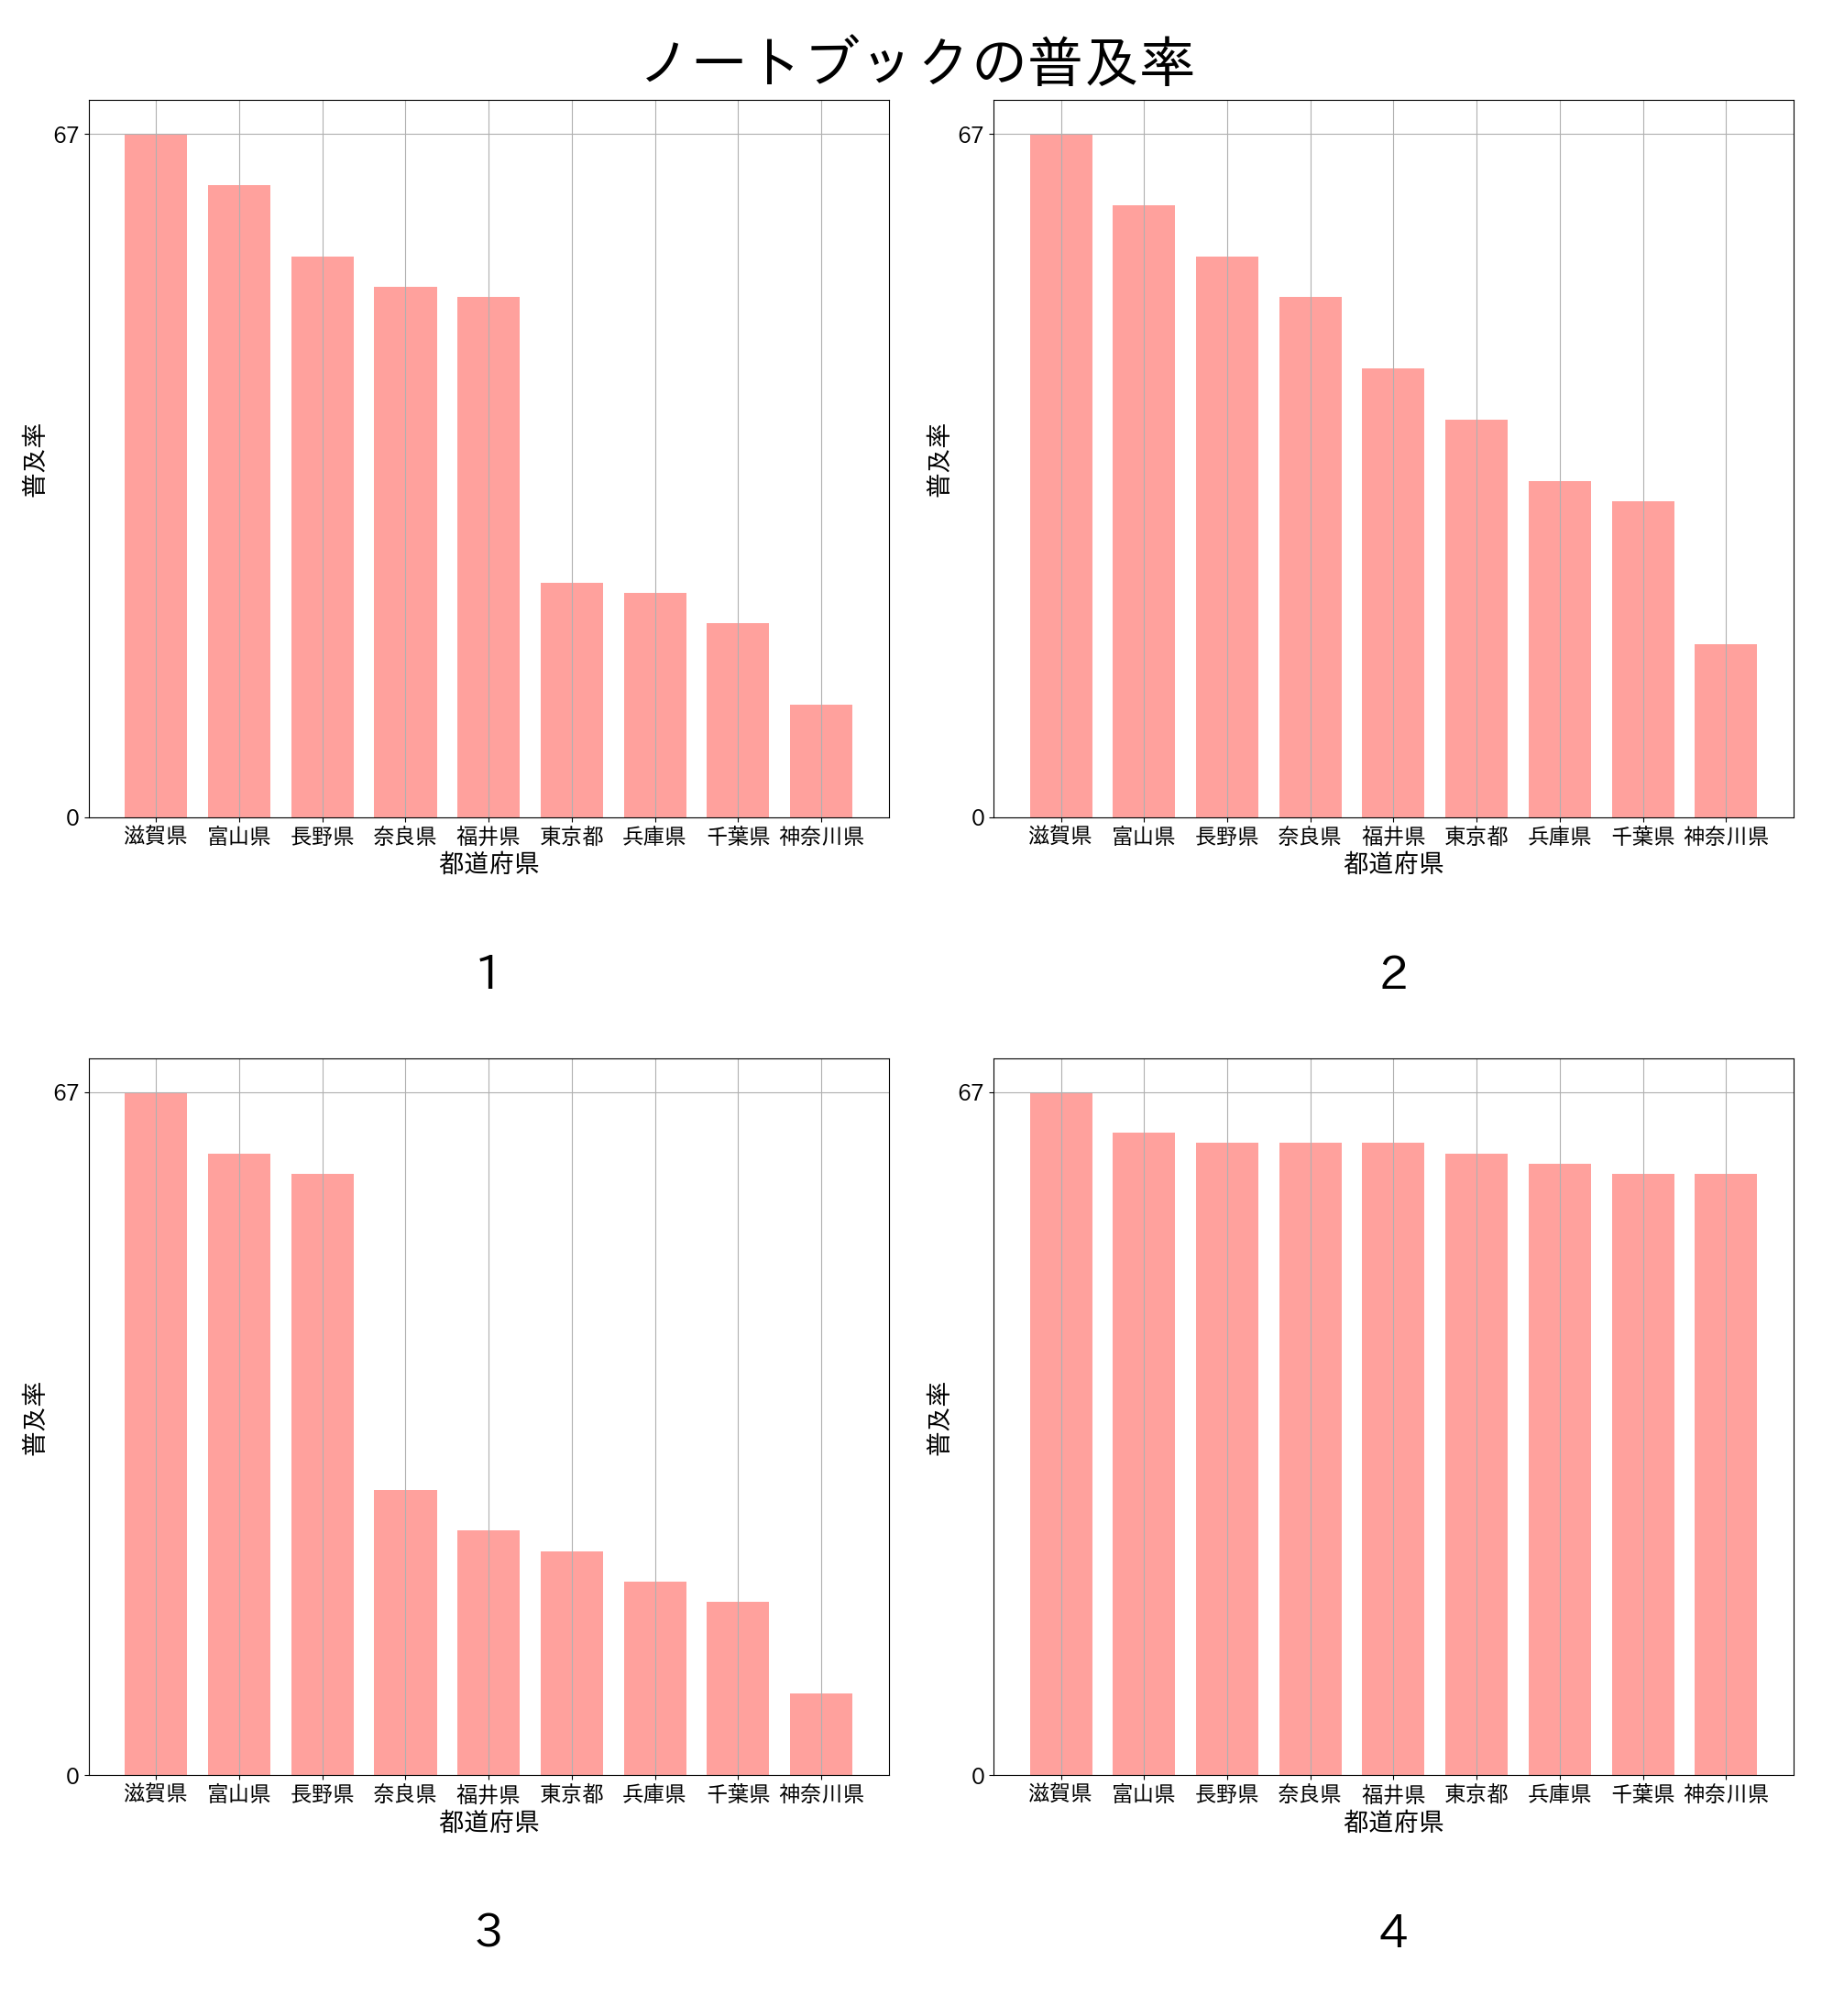 ノートブックの普及率
67
0
普及率
滋賀県 富山県 長野県 奈良県 福井県 東京都 兵庫県 千葉県 神奈川県
都道府県
1
67
0
普及率
滋賀県 富山県 長野県 奈良県 福井県 東京都 兵庫県 千葉県 神奈川県
都道府県
2
67
0
普及率
滋賀県 富山県 長野県 奈良県 福井県 東京都 兵庫県 千葉県 神奈川県
都道府県
3
67
0
普及率
滋賀県 富山県 長野県 奈良県 福井県 東京都 兵庫県 千葉県 神奈川県
都道府県
4